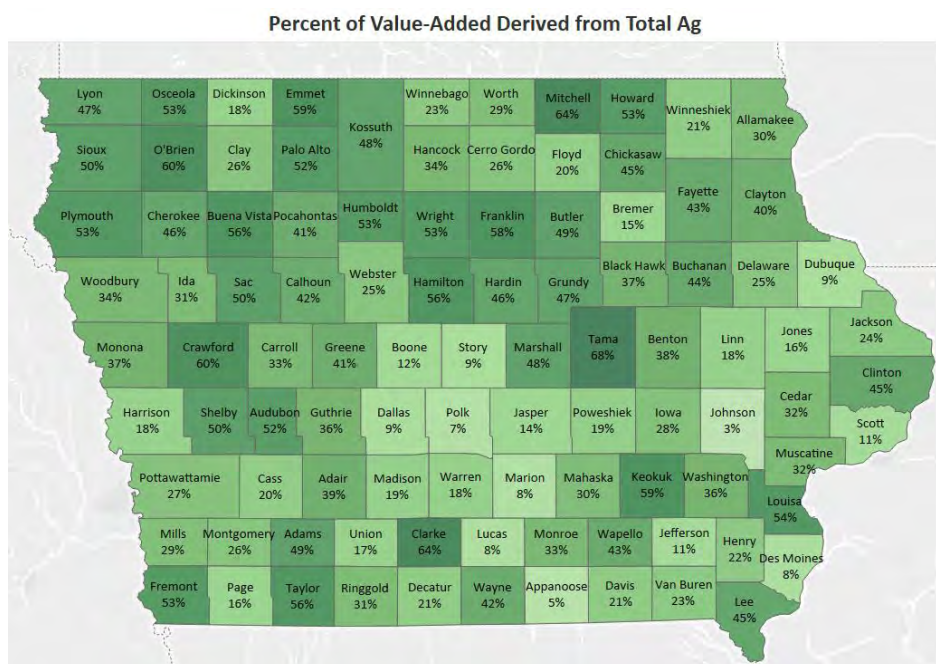 Percent of Value-Added Derived from Total Ag
Lyon
47%
Osceola
53%
Dickinson
18%
Emmet
59%
Kossuth
48%
Winnebago
23%
Worth
29%
Mitchell
64%
Howard
53%
Winneshiek
21%
Allamakee
30%
Sioux
50%
O'Brien
60%
Clay
26%
Palo Alto
52%
Hancock
34%
Cerro Gordo
26%
Floyd
20%
Chickasaw
45%
Fayette
43%
Clayton
40%
Plymouth
53%
Cherokee
46%
Buena Vista
56%
Pocahontas
41%
Humboldt
53%
Wright
53%
Franklin
58%
Butler
49%
Bremer
15%
Woodbury
34%
Ida
31%
Sac
50%
Calhoun
42%
Webster
25%
Hamilton
56%
Hardin
46%
Grundy
47%
Black Hawk
37%
Buchanan
44%
Delaware
25%
Dubuque
9%
Monona
37%
Crawford
60%
Carroll
33%
Greene
41%
Boone
12%
Story
9%
Marshall
48%
Tama
68%
Benton
38%
Linn
18%
Jones
16%
Jackson
24%
Clinton
45%
Harrison
18%
Shelby
50%
Audubon
52%
Guthrie
36%
Dallas
9%
Polk
7%
Jasper
14%
Poweshiek
19%
Iowa
28%
Johnson
3%
Cedar
32%
Scott
11%
Muscatine
32%
Pottawattamie
27%
Cass
20%
Adair
39%
Madison
19%
Warren
18%
Marion
8%
Mahaska
30%
Keokuk
59%
Washington
36%
Louisa
54%
Mills
29%
Montgomery
26%
Adams
49%
Union
17%
Clarke
64%
Lucas
8%
Monroe
33%
Wapello
43%
Jefferson
11%
Henry
22%
Des Moines
8%
Fremont
53%
Page
16%
Taylor
56%
Ringgold
31%
Decatur
21%
Wayne
42%
Appanoose
5%
Davis
21%
Van Buren
23%
Lee
45%